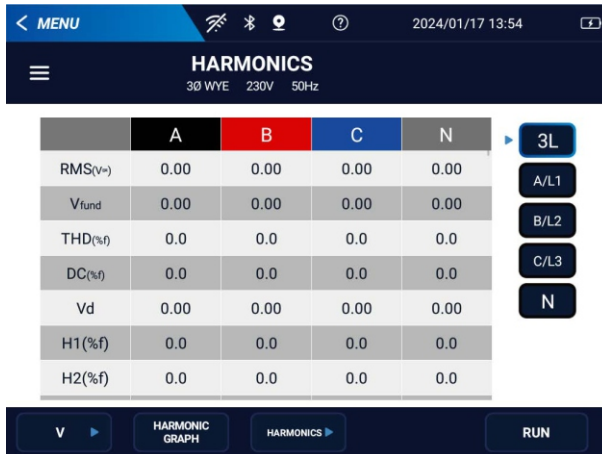 < MENU 2024/01/17 13:54
HARMONICS
3Ø WYE 230V 50Hz
A B C N
RMS(V≂) 0.00 0.00 0.00 0.00
Vfund 0.00 0.00 0.00 0.00
THD(%f) 0.0 0.0 0.0 0.0
DC(%f) 0.0 0.0 0.0 0.0
Vd 0.00 0.00 0.00 0.00
H1(%f) 0.0 0.0 0.0 0.0
H2(%f) 0.0 0.0 0.0 0.0
3L
A/L1
B/L2
C/L3
N
V HARMONIC GRAPH HARMONICS RUN